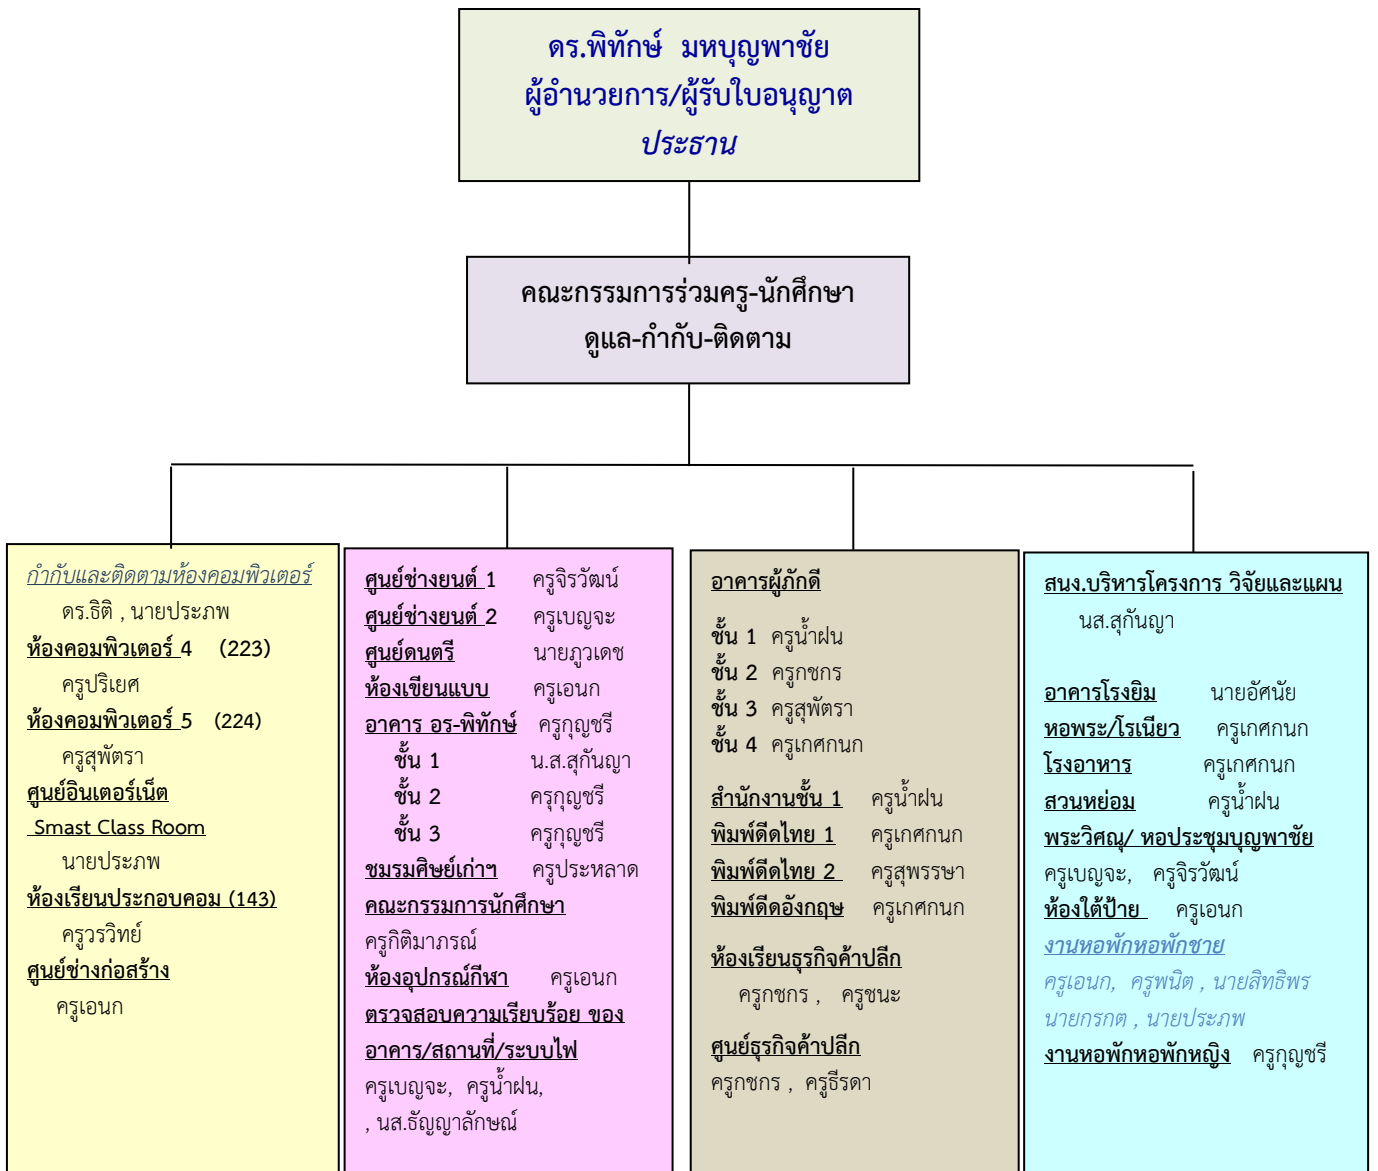 ดร.พิทักษ์ มหบุญพาชัย
ผู้อำนวยการ/ผู้รับใบอนุญาต
ประธาน
คณะกรรมการร่วมครู-นักศึกษา
ดูแล-กำกับ-ติดตาม
กำกับและติดตามห้องคอมพิวเตอร์
ดร.ธิติ , นายประภพ
ห้องคอมพิวเตอร์ 4 (223)
ครูปริเยศ
ห้องคอมพิวเตอร์ 5 (224)
ครูสุพัตรา
ศูนย์อินเตอร์เน็ต
Smast Class Room
นายประภพ
ห้องเรียนประกอบคอม (143)
ครูวรวิทย์
ศูนย์ช่างก่อสร้าง
ครูเอนก
ศูนย์ช่างยนต์ 1 ครูจิรวัฒน์
ศูนย์ช่างยนต์ 2 ครูเบญจะ
ศูนย์ดนตรี นายภูวเดช
ห้องเขียนแบบ ครูเอนก
อาคาร อร-พิทักษ์ ครูกุญชรี
ชั้น 1 น.ส.สุกันญา
ชั้น 2 ครุกุญชรี
ชั้น 3 ครูกุญชรี
ชมรมศิษย์เก่าฯ ครูประหลาด
คณะกรรมการนักศึกษา
ครูกิติมาภรณ์
ห้องอุปกรณ์กีฬา ครูเอนก
ตรวจสอบความเรียบร้อย ของ
อาคาร/สถานที่/ระบบไฟ
ครูเบญจะ, ครูน้ำฝน,
, นส.ธัญญาลักษณ์
อาคารผู้ภักดี
ชั้น 1 ครูน้ำฝน
ชั้น 2 ครูกชกร
ชั้น 3 ครูสุพัตรา
ชั้น 4 ครูเกศกนก
สำนักงานชั้น 1 ครูน้ำฝน
พิมพ์ดีดไทย 1 ครูเกศกนก
พิมพ์ดีดไทย 2 ครูสุพรรษา
พิมพ์ดีดอังกฤษ ครูเกศกนก
ห้องเรียนธุรกิจค้าปลีก
ครูกชกร , ครูชนะ
ศูนย์ธุรกิจค้าปลีก
ครูกชกร , ครูธีรดา
สนง.บริหารโครงการ วิจัยและแผน
นส.สุกันญา
อาคารโรงยิม นายอัศนัย
หอพระ/โรเนียว ครูเกศกนก
โรงอาหาร ครูเกศกนก
สวนหย่อม ครูน้ำฝน
พระวิศณุ/ หอประชุมบุญพาชัย
ครูเบญจะ, ครูจิรวัฒน์
ห้องใต้ป้าย ครูเอนก
งานหอพักหอพักชาย
ครูเอนก, ครูพนิต , นายสิทธิพร
นายกรกต , นายประภพ
งานหอพักหอพักหญิง ครูกุญชรี